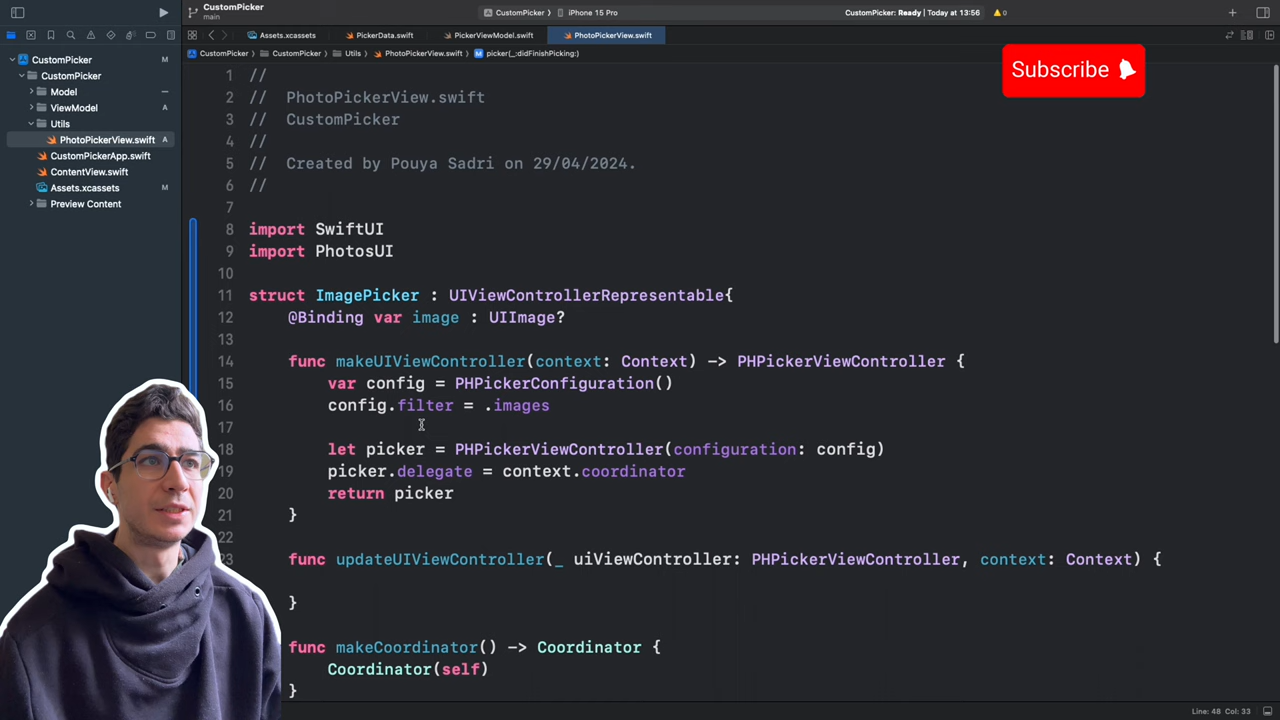 CustomPicker
main
CustomPicker
iPhone 15 Pro
CustomPicker: Ready | Today at 13:56
0
Assets.xcassets
PickerData.swift
PickerViewModel.swift
PhotoPickerView.swift
CustomPicker
CustomPicker
Utils
PhotoPickerView.swift
M
picker(_:didFinishPicking:)
CustomPicker
CustomPicker
Model
ViewModel A
Utils
PhotoPickerView.swift A
CustomPickerApp.swift
ContentView.swift
Assets.xcassets M
Preview Content
Subscribe
1 //
2 // PhotoPickerView.swift
3 // CustomPicker
4 //
5 // Created by Pouya Sadri on 29/04/2024.
6 //
7
8 import SwiftUI
9 import PhotosUI
10
11 struct ImagePicker : UIViewControllerRepresentable{
12 @Binding var image : UIImage?
13
14 func makeUIViewController(context: Context) -> PHPickerViewController {
15 var config = PHPickerConfiguration()
16 config.filter = .images
17
18 let picker = PHPickerViewController(configuration: config)
19 picker.delegate = context.coordinator
20 return picker
21 }
22
23 func updateUIViewController(_ uiViewController: PHPickerViewController, context: Context) {
}
func makeCoordinator() -> Coordinator {
Coordinator(self)
}
Line: 48 Col: 33